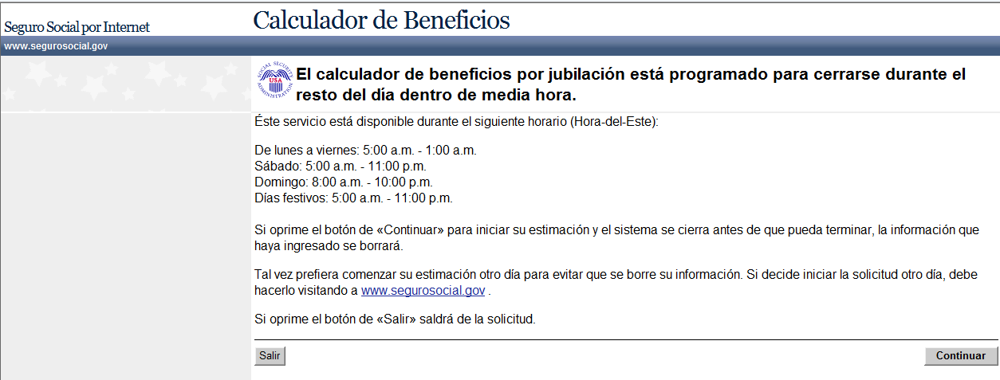 Seguro Social por Internet
Calculador de Beneficios
www.segurosocial.gov
SOCIAL SECURITY ADMINISTRATION
USA
El calculador de beneficios por jubilación está programado para cerrarse durante el
resto del día dentro de media hora.
Éste servicio está disponible durante el siguiente horario (Hora-del-Este):
De lunes a viernes: 5:00 a.m. - 1:00 a.m.
Sábado: 5:00 a.m. - 11:00 p.m.
Domingo: 8:00 a.m. - 10:00 p.m.
Días festivos: 5:00 a.m. - 11:00 p.m.
Si oprime el botón de «Continuar» para iniciar su estimación y el sistema se cierra antes de que pueda terminar, la información que
haya ingresado se borrará.
Tal vez prefiera comenzar su estimación otro día para evitar que se borre su información. Si decide iniciar la solicitud otro día, debe
hacerlo visitando a www.segurosocial.gov .
Si oprime el botón de «Salir» saldrá de la solicitud.
Salir
Continuar